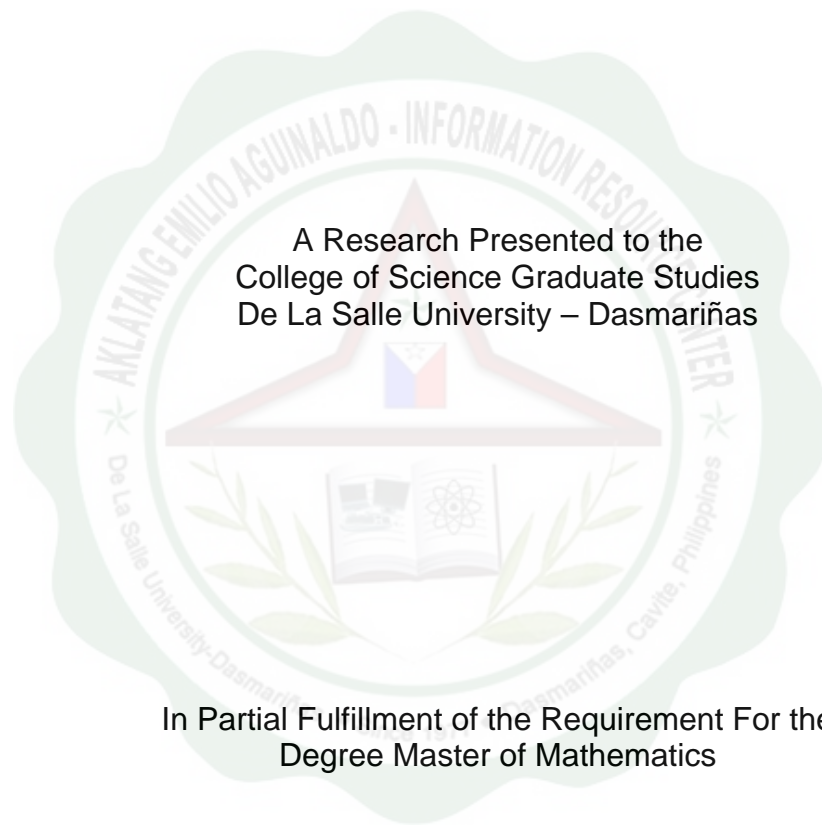 AKLATANG EMILIO AGUINALDO - INFORMATION RESOURCE CENTER
A Research Presented to the
College of Science Graduate Studies
De La Salle University – Dasmariñas
De La Salle University-Dasmariñas
Dasmariñas, Cavite, Philippines
In Partial Fulfillment of the Requirement For the
Degree Master of Mathematics